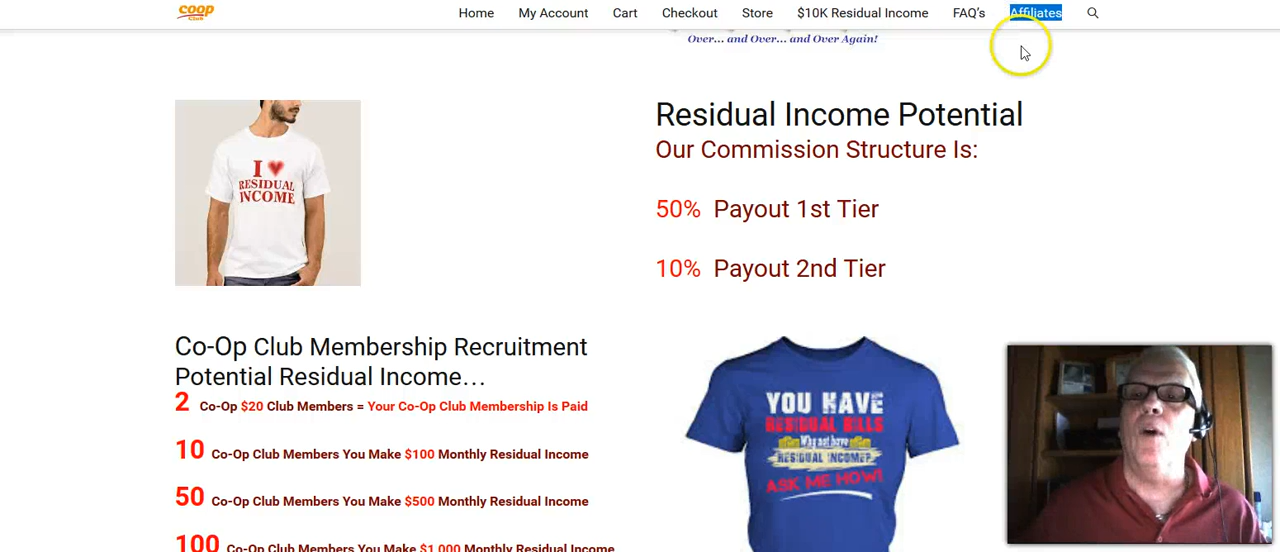 coop
Club
Home My Account Cart Checkout Store $10K Residual Income FAQ's Affiliates
Over... and Over... and Over Again!
I ♥
RESIDUAL
INCOME
Residual Income Potential
Our Commission Structure Is:
50% Payout 1st Tier
10% Payout 2nd Tier
Co-Op Club Membership Recruitment
Potential Residual Income…
2 Co-Op $20 Club Members = Your Co-Op Club Membership Is Paid
10 Co-Op Club Members You Make $100 Monthly Residual Income
50 Co-Op Club Members You Make $500 Monthly Residual Income
100 Co-Op Club Members You Make $1,000 Monthly Residual Income
YOU HAVE
RESIDUAL BILLS
Why not have
RESIDUAL INCOME?
ASK ME HOW!